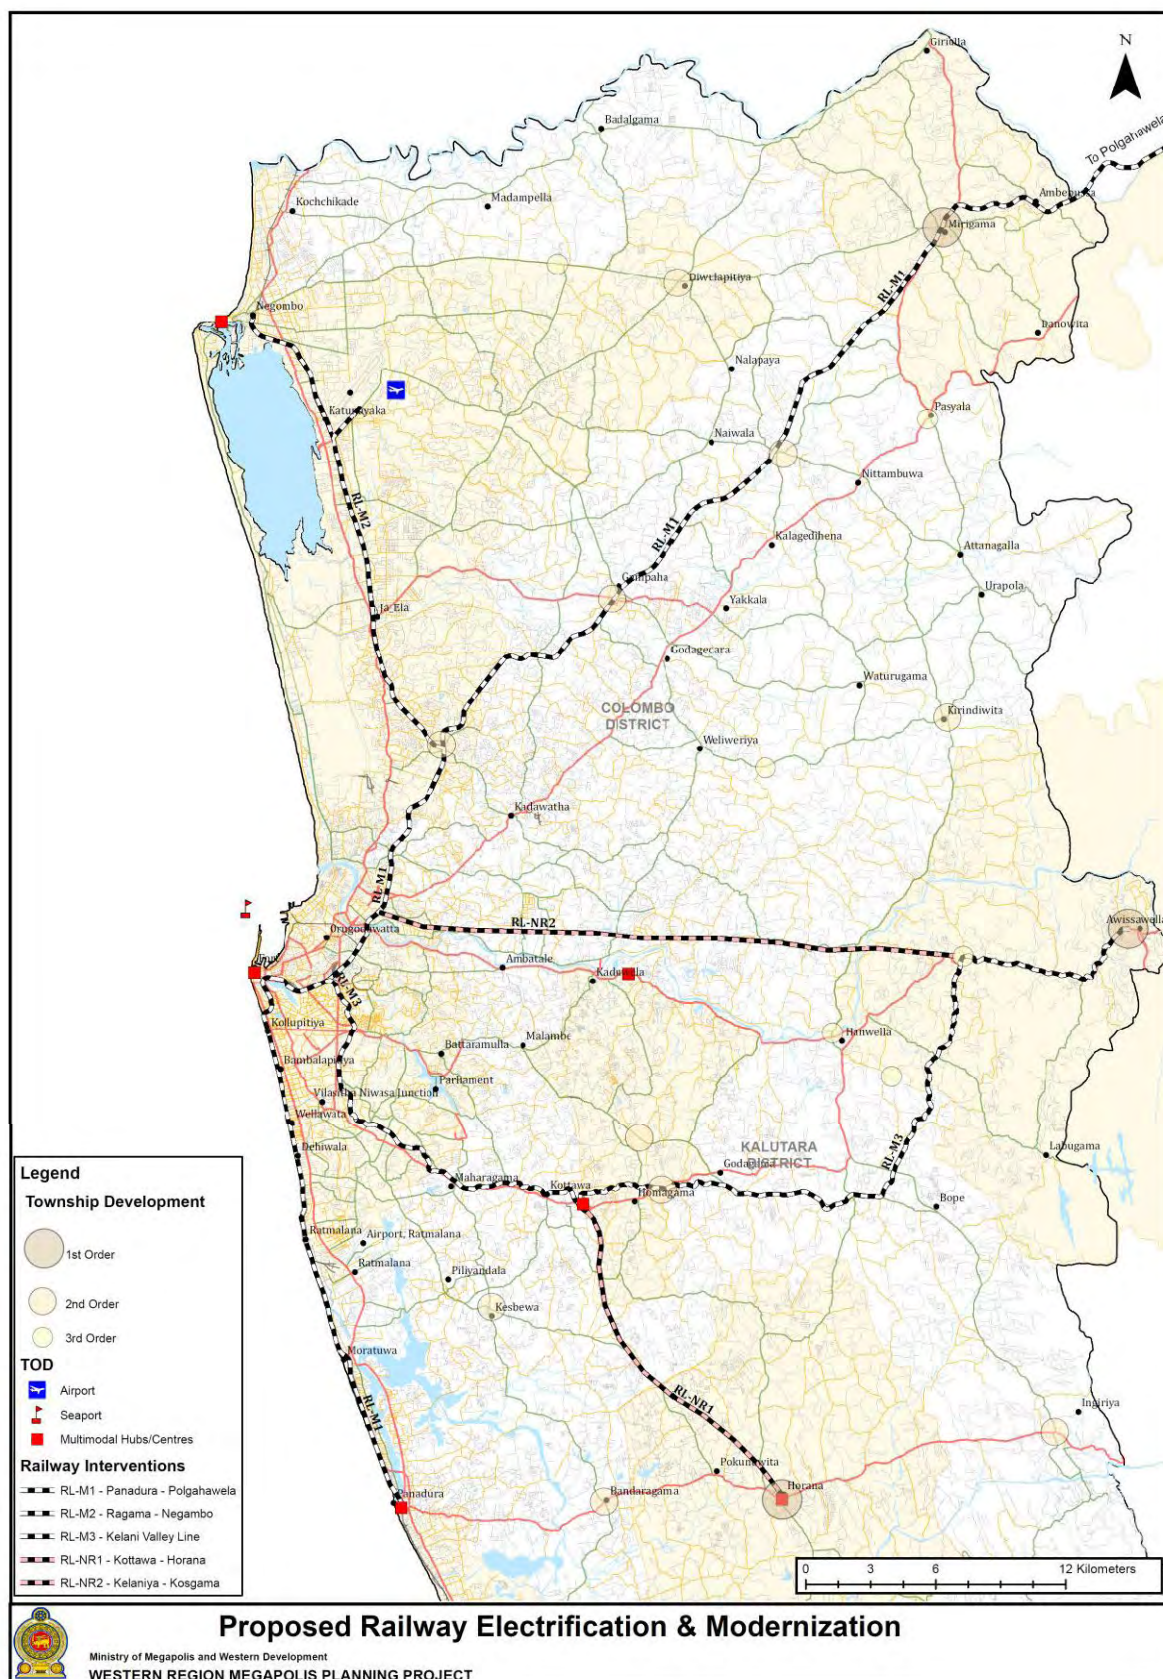 N
Giriulla
Badalgama
To Polgahawela
Kochchikade
Madampella
Ambepussa
Mirigama
RL-M1
Diwulapitiya
Negombo
Nalapaya
Katunayaka
Pasyala
Naiwala
Nittambuwa
RL-M2
RL-M1
Kalagedihena
Attanagalla
Gampaha
Urapola
Ja_Ela
Yakkala
Godagecara
Waturugama
COLOMBO
DISTRICT
Kirindiwita
Weliweriya
Kadawatha
RL-M1
RL-NR2
Awissawella
Orugodawatta
Ambatale
Fort
Kaduwela
RL-M3
Kollupitiya
Hanwella
Malambe
Battaramulla
Bambalapitiya
Parliament
Vilasitha Niwasa Junction
Wellawata
Dehiwala
KALUTARA
DISTRICT
RL-M3
Labugama
Godagama
Maharagama
Kottawa
Homagama
Bope
Ratmalana
Airport, Ratmalana
Ratmalana
Piliyandala
Kesbewa
Moratuwa
RL-NR1
RL-M1
Ingiriya
Pokunuwita
Panadura
Bandaragama
Horana
Legend
Township Development
1st Order
2nd Order
3rd Order
TOD
Airport
Seaport
Multimodal Hubs/Centres
Railway Interventions
RL-M1 - Panadura - Polgahawela
RL-M2 - Ragama - Negambo
RL-M3 - Kelani Valley Line
RL-NR1 - Kottawa - Horana
RL-NR2 - Kelaniya - Kosgama
0 3 6 12 Kilometers
Proposed Railway Electrification & Modernization
Ministry of Megapolis and Western Development
WESTERN REGION MEGAPOLIS PLANNING PROJECT